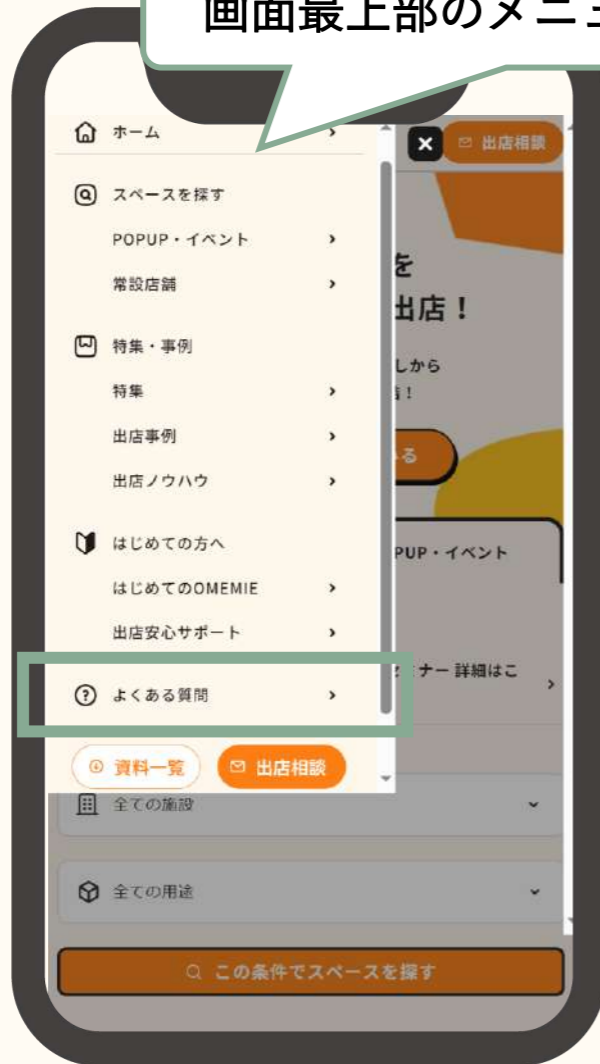 画面最上部のメニュ
ホーム
出店相談
スペースを探す
POPUP・イベント
常設店舗
を
出店！
特集・事例
しから
！
特集
出店事例
る
出店ノウハウ
はじめての方へ
PUP・イベント
はじめてのOMEMIE
出店安心サポート
ミナー 詳細はこ
よくある質問
資料一覧
出店相談
全ての施設
全ての用途
この条件でスペースを探す